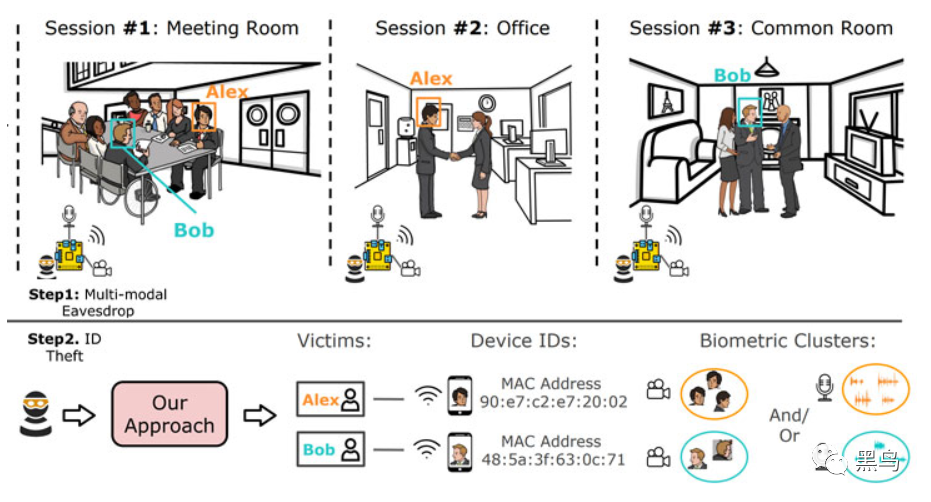 Session #1: Meeting Room
Session #2: Office
Session #3: Common Room
Alex
Bob
Alex
Bob
Step1: Multi-modal
Eavesdrop
Step2. ID
Theft
Victims:
Device IDs:
Biometric Clusters:
Our
Approach
Alex
MAC Address
90:e7:c2:e7:20:02
And/
Or
Bob
MAC Address
48:5a:3f:63:0c:71
黑鸟